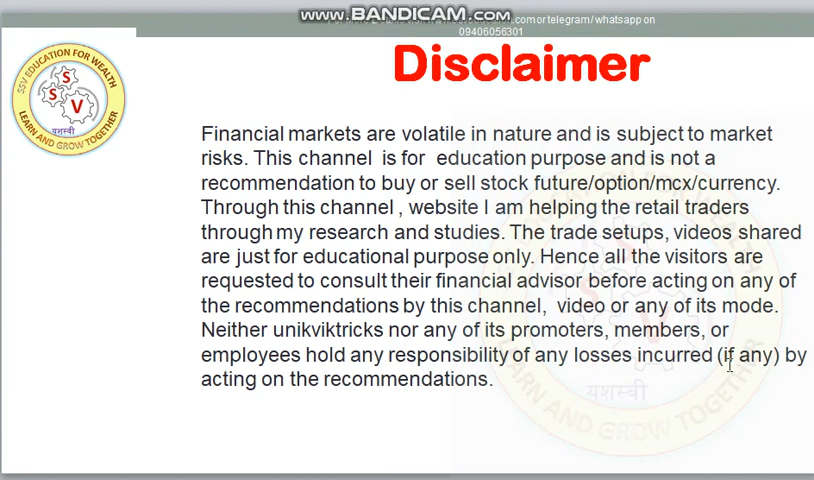 www.BANDICAM.com
.comortelegram/whatsapp on
09406056301
SSV EDUCATION FOR WEALTH
S
S
V
यशस्वी
LEARN AND GROW TOGETHER
Disclaimer
Financial markets are volatile in nature and is subject to market
risks. This channel is for education purpose and is not a
recommendation to buy or sell stock future/option/mcx/currency.
Through this channel , website I am helping the retail traders
through my research and studies. The trade setups, videos shared
are just for educational purpose only. Hence all the visitors are
requested to consult their financial advisor before acting on any of
the recommendations by this channel, video or any of its mode.
Neither unikviktricks nor any of its promoters, members, or
employees hold any responsibility of any losses incurred (if any) by
acting on the recommendations.
यशस्वी
LEARN AND GROW TOGETHER